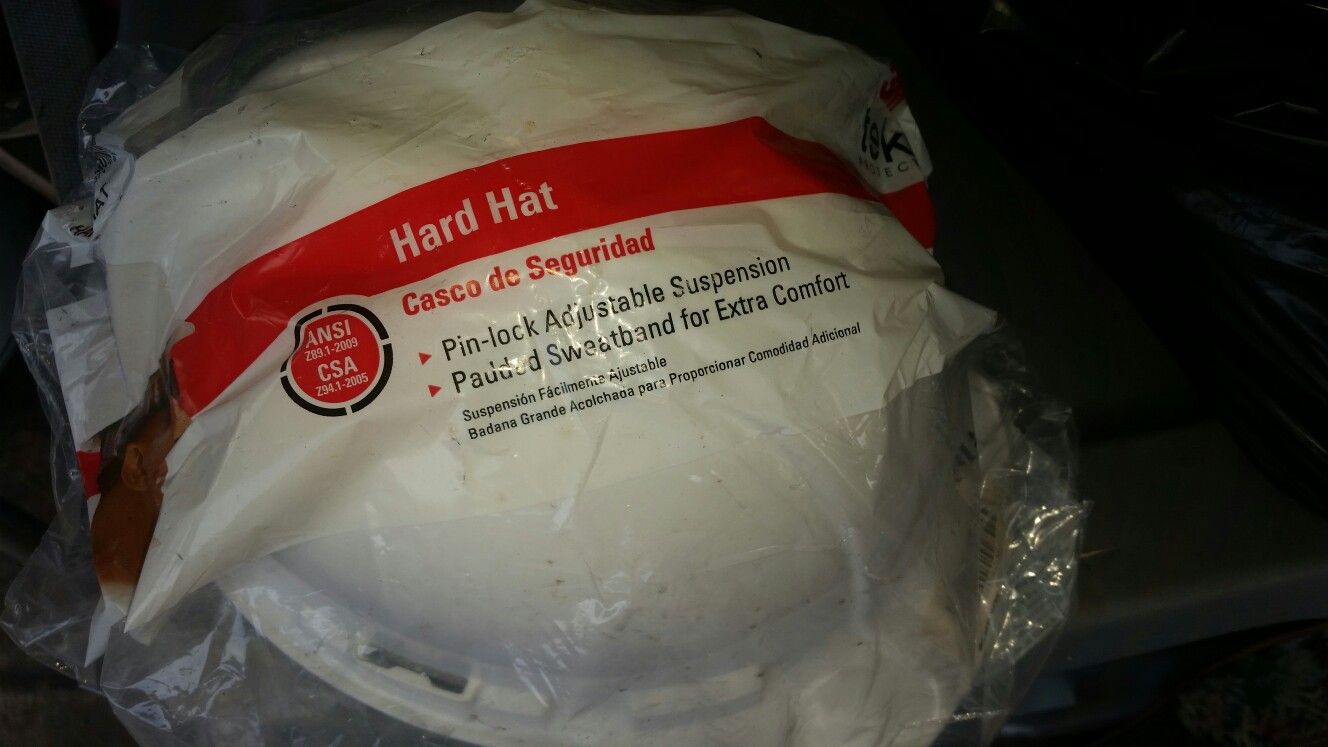 Hard Hat
Casco de Seguridad
ANSI
Z89.1-2009
CSA
Z94.1-2005
Pin-lock Adjustable Suspension
Padded Sweatband for Extra Comfort
Suspensión Fácilmente Ajustable
Badana Grande Acolchada para Proporcionar Comodidad Adicional